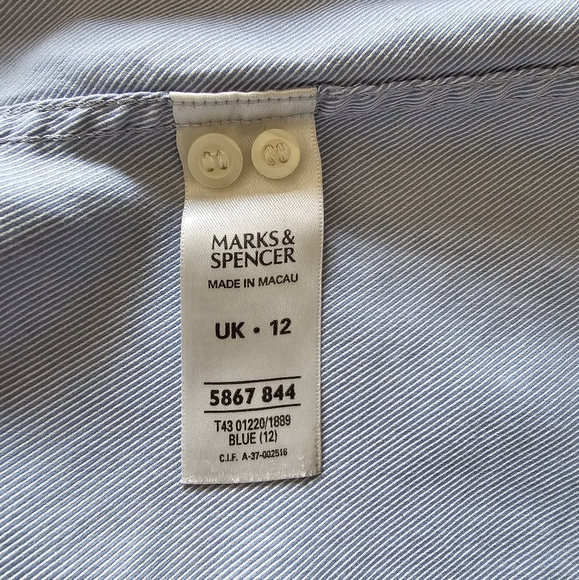 MARKS &
SPENCER
MADE IN MACAU
UK • 12
5867 844
T43 01220/1889
BLUE (12)
C.I.F. A-37-002516